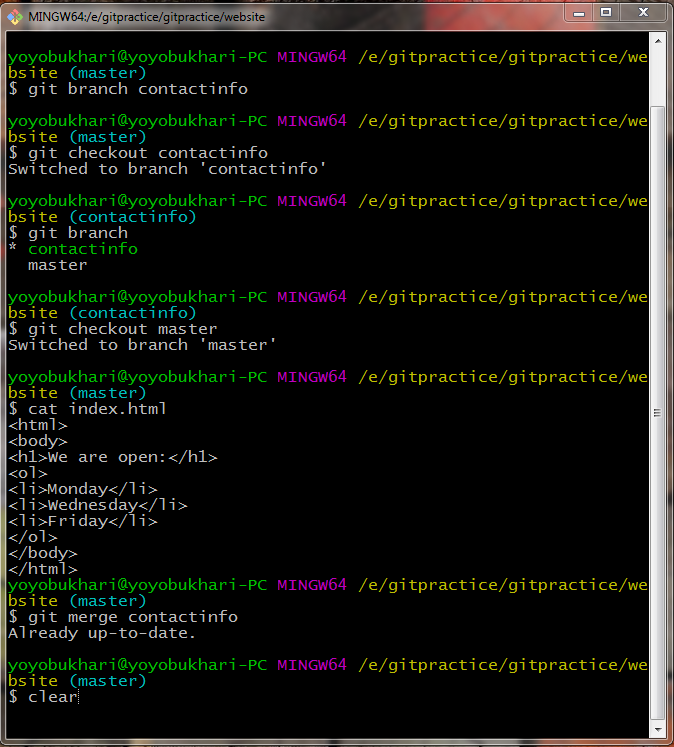 MINGW64:/e/gitpractice/gitpractice/website
yoyobukhari@yoyobukhari-PC MINGW64 /e/gitpractice/gitpractice/we
bsite (master)
$ git branch contactinfo
yoyobukhari@yoyobukhari-PC MINGW64 /e/gitpractice/gitpractice/we
bsite (master)
$ git checkout contactinfo
Switched to branch 'contactinfo'
yoyobukhari@yoyobukhari-PC MINGW64 /e/gitpractice/gitpractice/we
bsite (contactinfo)
$ git branch
* contactinfo
  master
yoyobukhari@yoyobukhari-PC MINGW64 /e/gitpractice/gitpractice/we
bsite (contactinfo)
$ git checkout master
Switched to branch 'master'
yoyobukhari@yoyobukhari-PC MINGW64 /e/gitpractice/gitpractice/we
bsite (master)
$ cat index.html
<html>
<body>
<h1>We are open:</h1>
<ol>
<li>Monday</li>
<li>Wednesday</li>
<li>Friday</li>
</ol>
</body>
</html>
yoyobukhari@yoyobukhari-PC MINGW64 /e/gitpractice/gitpractice/we
bsite (master)
$ git merge contactinfo
Already up-to-date.
yoyobukhari@yoyobukhari-PC MINGW64 /e/gitpractice/gitpractice/we
bsite (master)
$ clear